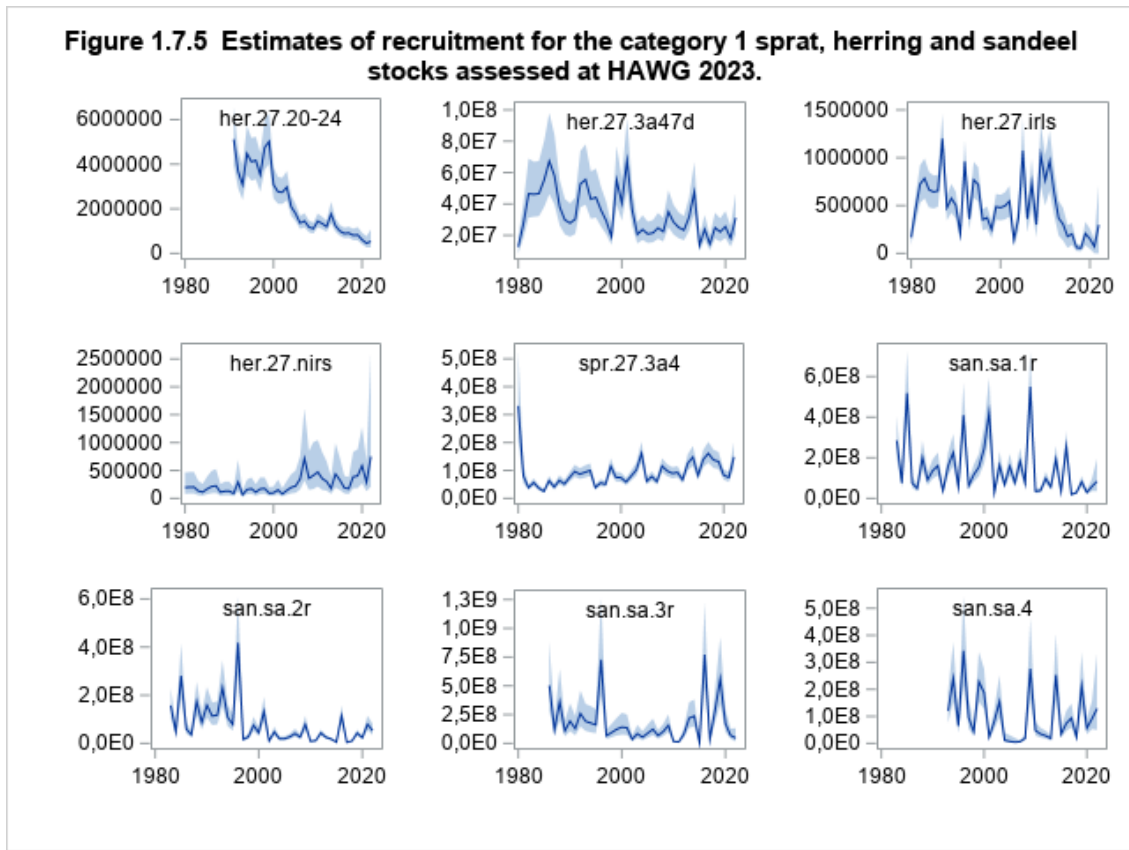 Figure 1.7.5 Estimates of recruitment for the category 1 sprat, herring and sandeel
stocks assessed at HAWG 2023.
her.27.20-24
6000000
4000000
2000000
0
1980 2000 2020
her.27.3a47d
1,0E8
8,0E7
6,0E7
4,0E7
2,0E7
1980 2000 2020
her.27.irls
1500000
1000000
500000
0
1980 2000 2020
her.27.nirs
2500000
2000000
1500000
1000000
500000
0
1980 2000 2020
spr.27.3a4
5,0E8
4,0E8
3,0E8
2,0E8
1,0E8
0,0E0
1980 2000 2020
san.sa.1r
6,0E8
4,0E8
2,0E8
0,0E0
1980 2000 2020
san.sa.2r
6,0E8
4,0E8
2,0E8
0,0E0
1980 2000 2020
san.sa.3r
1,3E9
1,0E9
7,5E8
5,0E8
2,5E8
0,0E0
1980 2000 2020
san.sa.4
5,0E8
4,0E8
3,0E8
2,0E8
1,0E8
0,0E0
1980 2000 2020